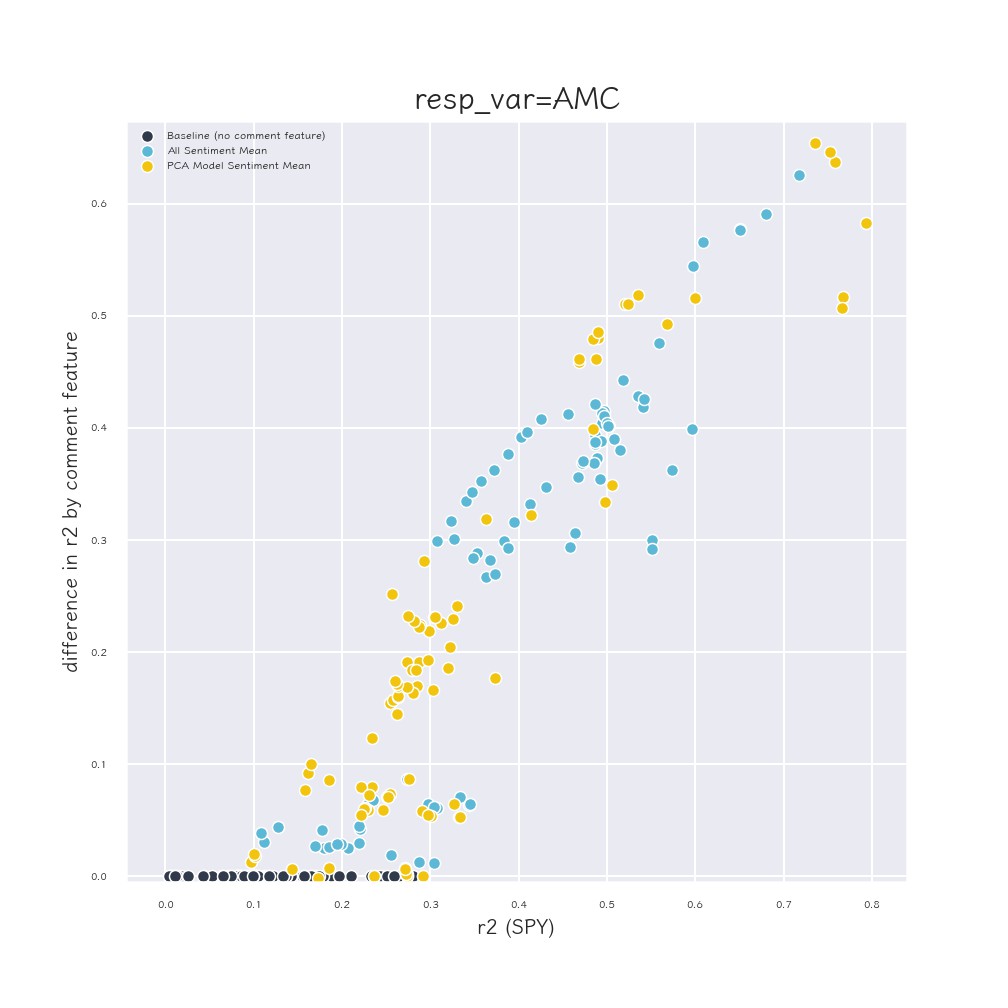 resp_var=AMC
Baseline (no comment feature)
All Sentiment Mean
PCA Model Sentiment Mean
difference in r2 by comment feature
0.6
0.5
0.4
0.3
0.2
0.1
0.0
0.0 0.1 0.2 0.3 0.4 0.5 0.6 0.7 0.8
r2 (SPY)